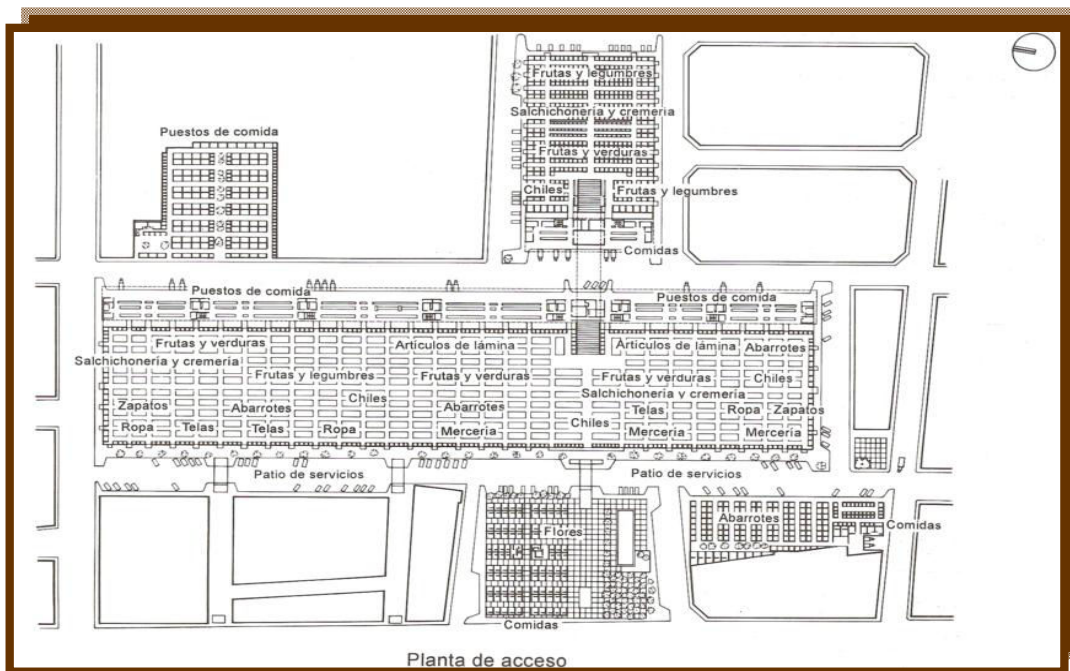 Frutas y legumbres
Salchichonería y cremería
Puestos de comida
Frutas y verduras
Chiles
Frutas y legumbres
Comidas
Puestos de comida
Puestos de comida
Frutas y verduras
Artículos de lámina
Artículos de lámina
Abarrotes
Salchichonería y cremería
Frutas y legumbres
Frutas y verduras
Frutas y verduras
Chiles
Salchichonería y cremería
Chiles
Zapatos
Abarrotes
Abarrotes
Telas
Ropa
Zapatos
Ropa
Telas
Telas
Ropa
Mercería
Chiles
Mercería
Mercería
Patio de servicios
Patio de servicios
Flores
Abarrotes
Comidas
Comidas
Planta de acceso